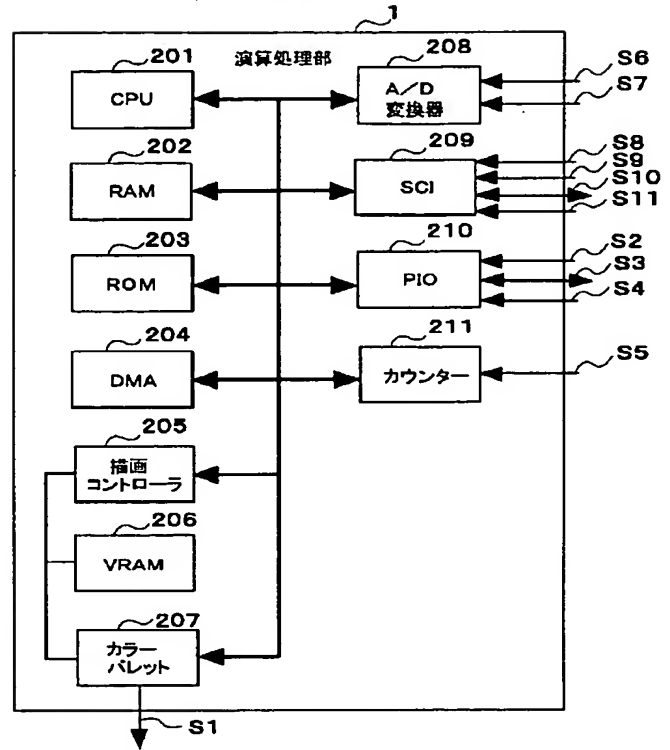 1
演算処理部
201
CPU
202
RAM
203
ROM
204
DMA
205
描画
コントローラ
206
VRAM
207
カラー
パレット
S1
208
A/D
変換器
S6
S7
209
SCI
S8
S9
S10
S11
210
PIO
S2
S3
S4
211
カウンター
S5